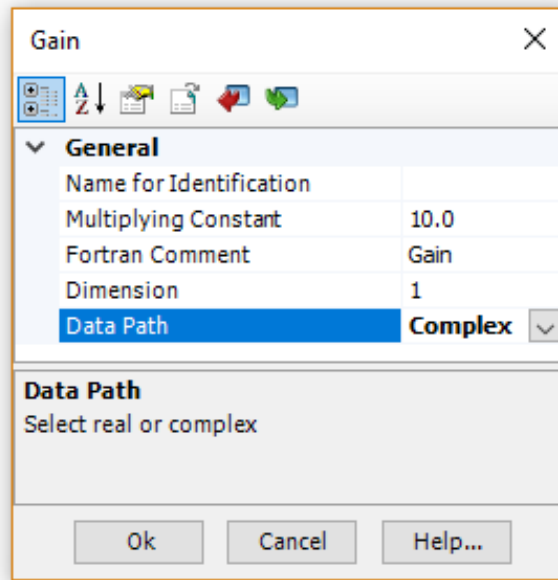 Gain
General
Name for Identification
Multiplying Constant 10.0
Fortran Comment Gain
Dimension 1
Data Path Complex
Data Path
Select real or complex
Ok Cancel Help...